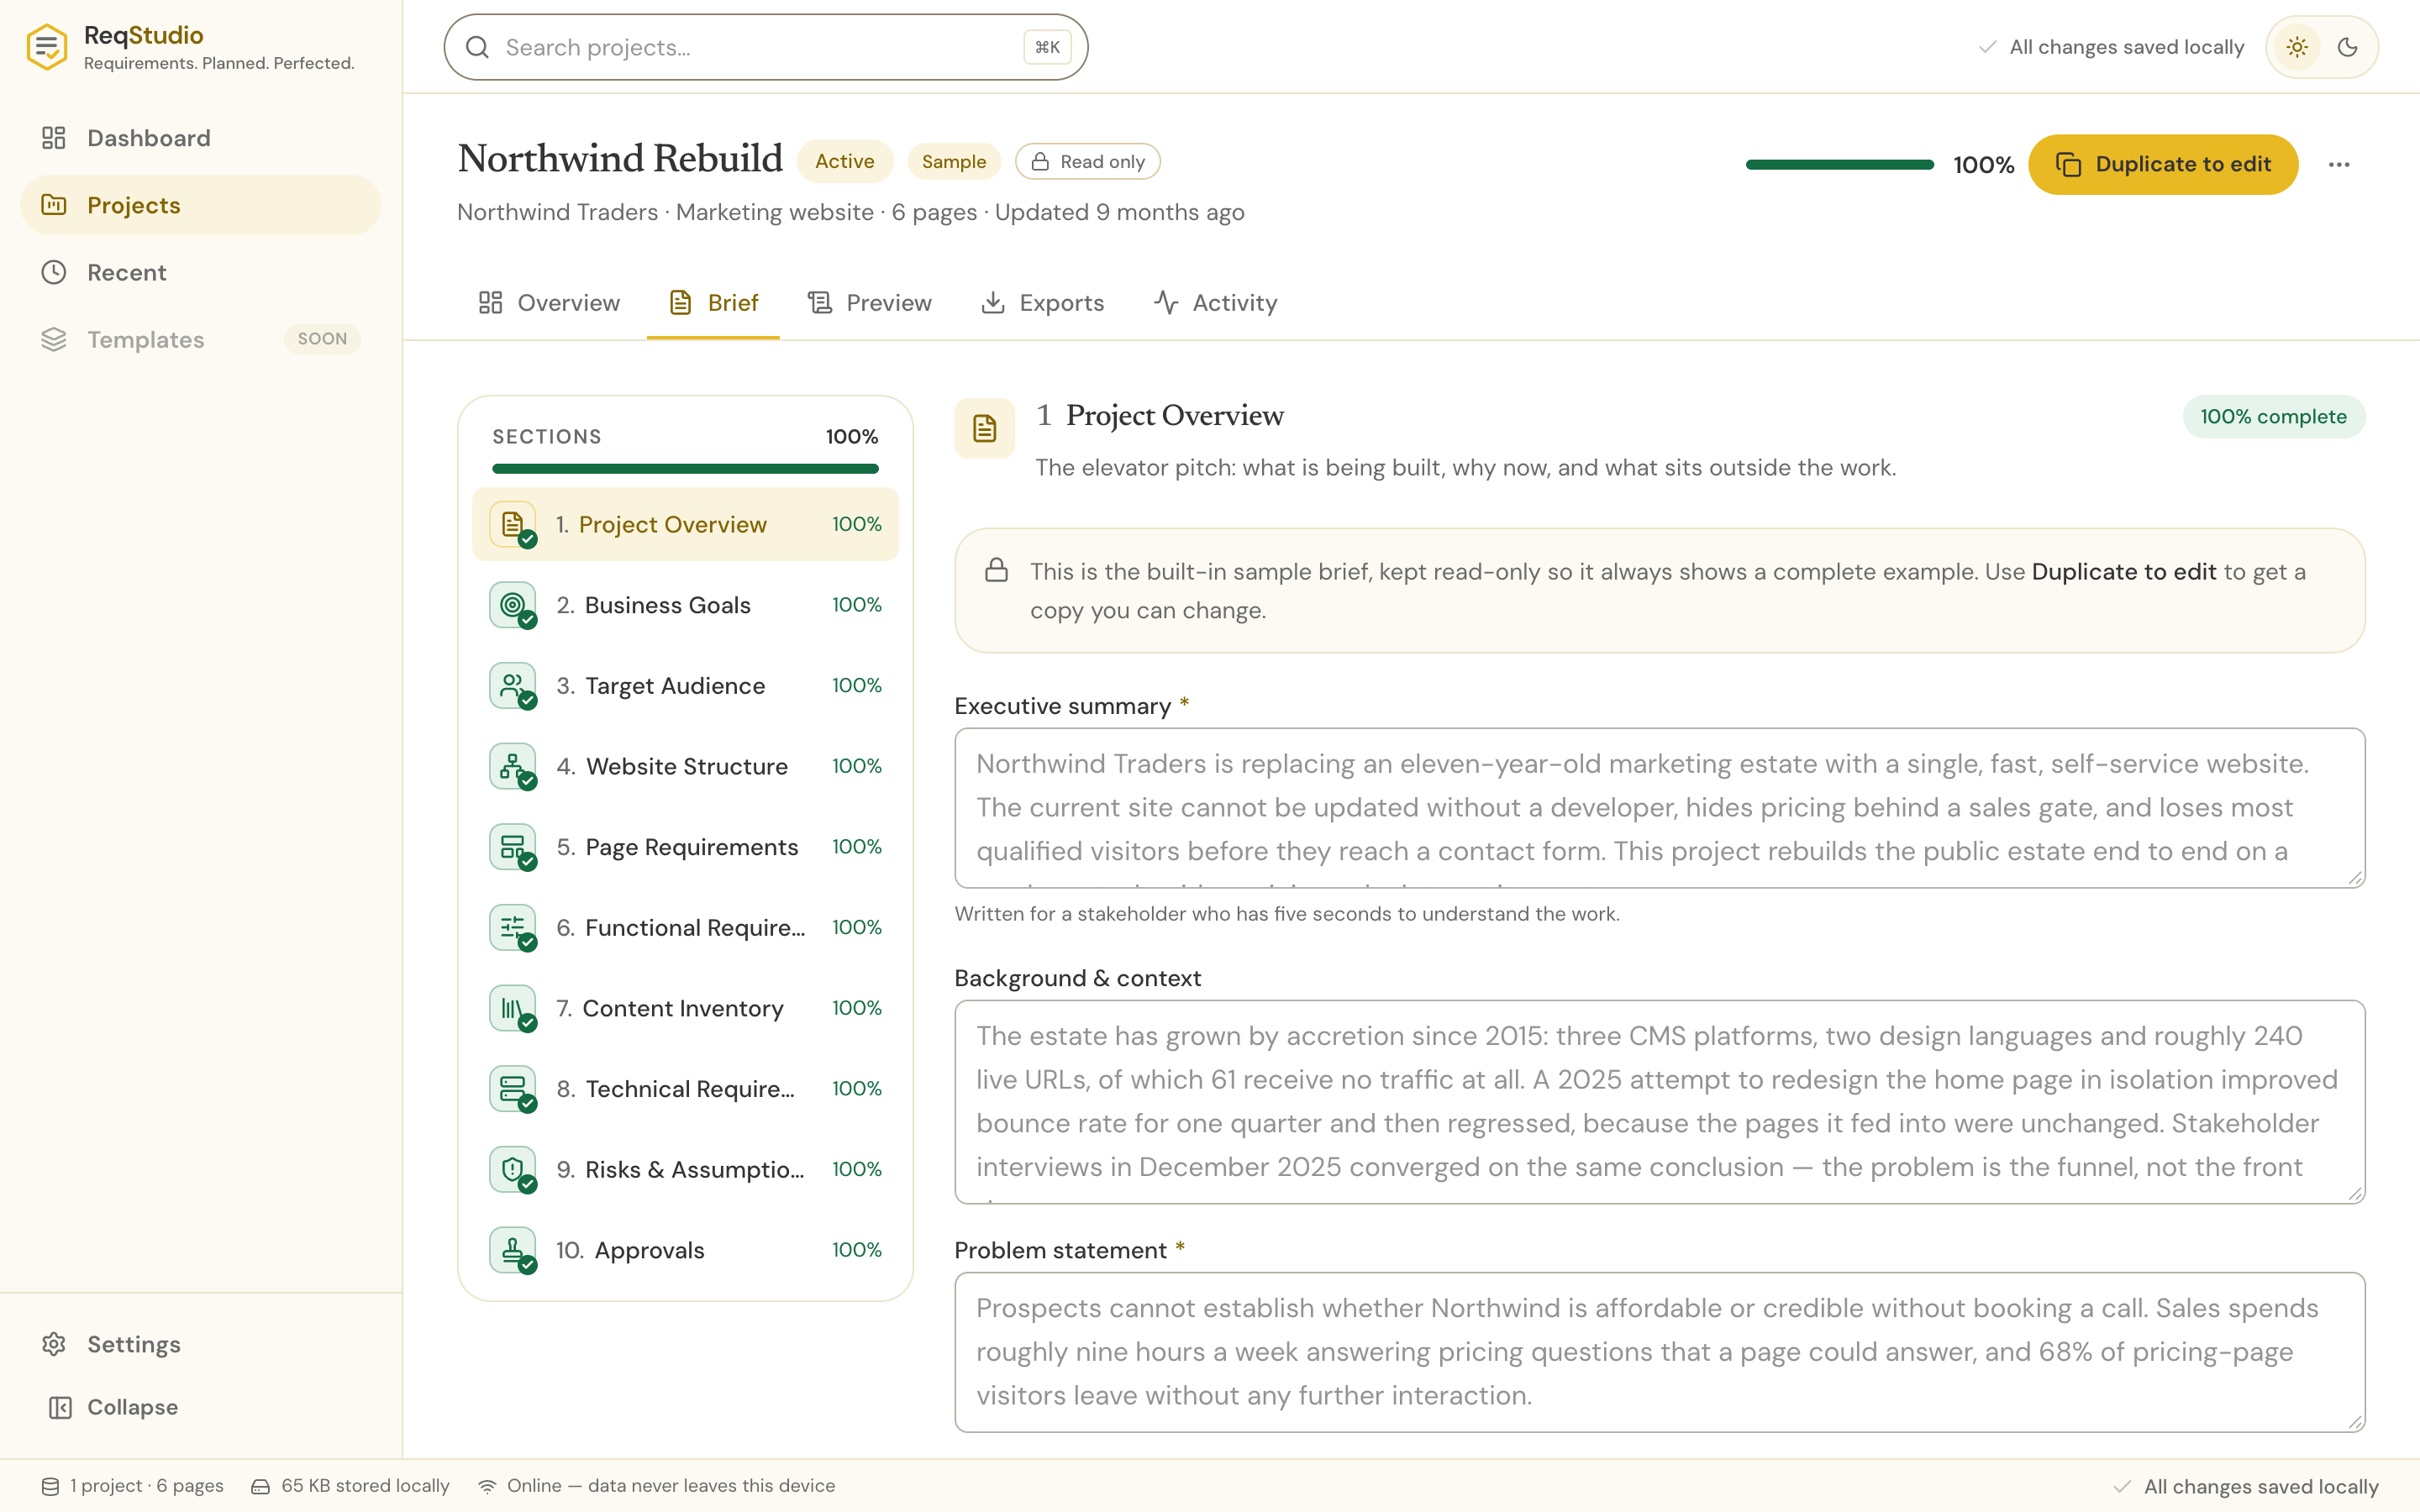 ReqStudio
Requirements. Planned. Perfected.
Dashboard
Projects
Recent
Templates
SOON
Settings
Collapse
Search projects...
⌘K
All changes saved locally
Northwind Rebuild
Active
Sample
Read only
Northwind Traders · Marketing website · 6 pages · Updated 9 months ago
100%
Duplicate to edit
Overview
Brief
Preview
Exports
Activity
SECTIONS
100%
1. Project Overview 100%
2. Business Goals 100%
3. Target Audience 100%
4. Website Structure 100%
5. Page Requirements 100%
6. Functional Require... 100%
7. Content Inventory 100%
8. Technical Require... 100%
9. Risks & Assumptio... 100%
10. Approvals 100%
1 Project Overview
100% complete
The elevator pitch: what is being built, why now, and what sits outside the work.
This is the built-in sample brief, kept read-only so it always shows a complete example. Use Duplicate to edit to get a
copy you can change.
Executive summary *
Northwind Traders is replacing an eleven-year-old marketing estate with a single, fast, self-service website.
The current site cannot be updated without a developer, hides pricing behind a sales gate, and loses most
qualified visitors before they reach a contact form. This project rebuilds the public estate end to end on a
Written for a stakeholder who has five seconds to understand the work.
Background & context
The estate has grown by accretion since 2015: three CMS platforms, two design languages and roughly 240
live URLs, of which 61 receive no traffic at all. A 2025 attempt to redesign the home page in isolation improved
bounce rate for one quarter and then regressed, because the pages it fed into were unchanged. Stakeholder
interviews in December 2025 converged on the same conclusion — the problem is the funnel, not the front
Problem statement *
Prospects cannot establish whether Northwind is affordable or credible without booking a call. Sales spends
roughly nine hours a week answering pricing questions that a page could answer, and 68% of pricing-page
visitors leave without any further interaction.
1 project · 6 pages
65 KB stored locally
Online — data never leaves this device
All changes saved locally